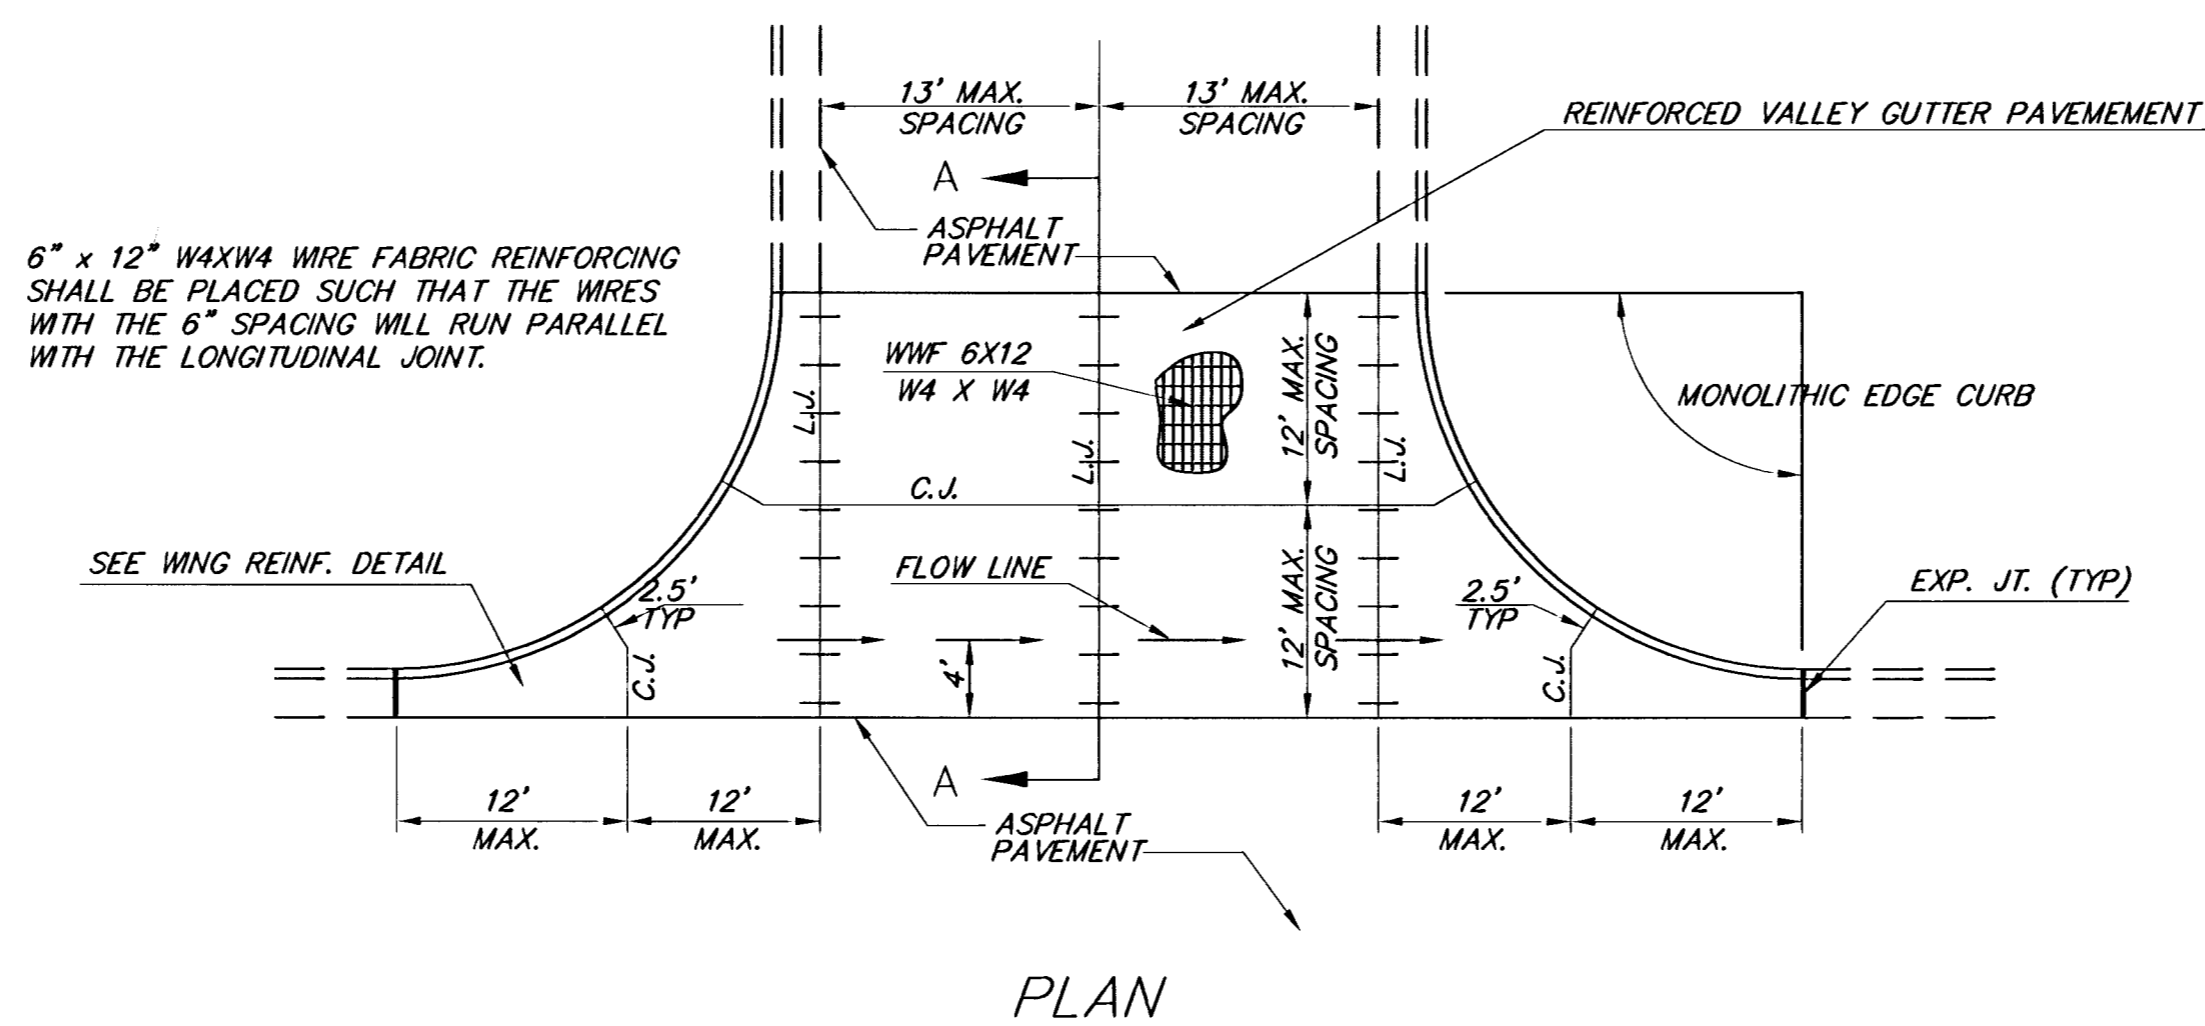 13' MAX.
SPACING
13' MAX.
SPACING
REINFORCED VALLEY GUTTER PAVEMEMENT
A
ASPHALT
PAVEMENT
6" x 12" W4XW4 WIRE FABRIC REINFORCING
SHALL BE PLACED SUCH THAT THE WIRES
WITH THE 6" SPACING WILL RUN PARALLEL
WITH THE LONGITUDINAL JOINT.
WWF 6X12
W4 X W4
12' MAX.
SPACING
MONOLITHIC EDGE CURB
L.J.
L.J.
L.J.
C.J.
SEE WING REINF. DETAIL
2.5'
TYP
FLOW LINE
12' MAX.
SPACING
2.5'
TYP
EXP. JT. (TYP)
C.J.
4'
C.J.
A
12'
MAX.
12'
MAX.
ASPHALT
PAVEMENT
12'
MAX.
12'
MAX.
PLAN